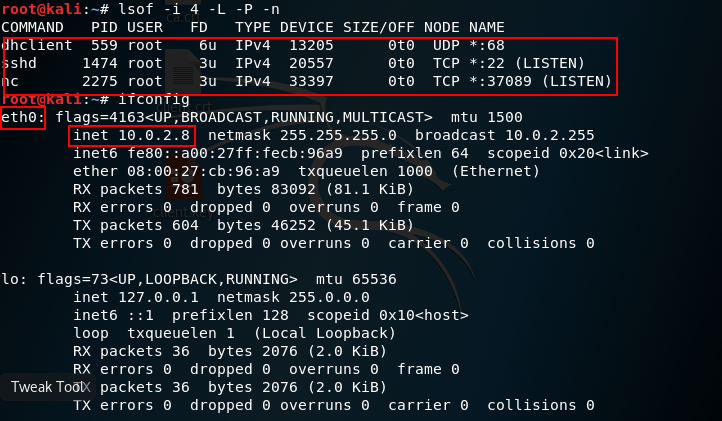 root@kali:~# lsof -i 4 -L -P -n
COMMAND    PID USER   FD   TYPE DEVICE SIZE/OFF NODE NAME
dhclient   559 root    6u  IPv4  13205      0t0  UDP *:68
sshd      1474 root    3u  IPv4  20557      0t0  TCP *:22 (LISTEN)
nc        2275 root    3u  IPv4  33397      0t0  TCP *:37089 (LISTEN)
root@kali:~# ifconfig
eth0: flags=4163<UP,BROADCAST,RUNNING,MULTICAST>  mtu 1500
        inet 10.0.2.8  netmask 255.255.255.0  broadcast 10.0.2.255
        inet6 fe80::a00:27ff:fecb:96a9  prefixlen 64  scopeid 0x20<link>
        ether 08:00:27:cb:96:a9  txqueuelen 1000  (Ethernet)
        RX packets 781  bytes 83092 (81.1 KiB)
        RX errors 0  dropped 0  overruns 0  frame 0
        TX packets 604  bytes 46252 (45.1 KiB)
        TX errors 0  dropped 0 overruns 0  carrier 0  collisions 0

lo: flags=73<UP,LOOPBACK,RUNNING>  mtu 65536
        inet 127.0.0.1  netmask 255.0.0.0
        inet6 ::1  prefixlen 128  scopeid 0x10<host>
        loop  txqueuelen 1  (Local Loopback)
        RX packets 36  bytes 2076 (2.0 KiB)
        RX errors 0  dropped 0  overruns 0  frame 0
        TX packets 36  bytes 2076 (2.0 KiB)
        TX errors 0  dropped 0 overruns 0  carrier 0  collisions 0
ca.crt
Tweak Tool